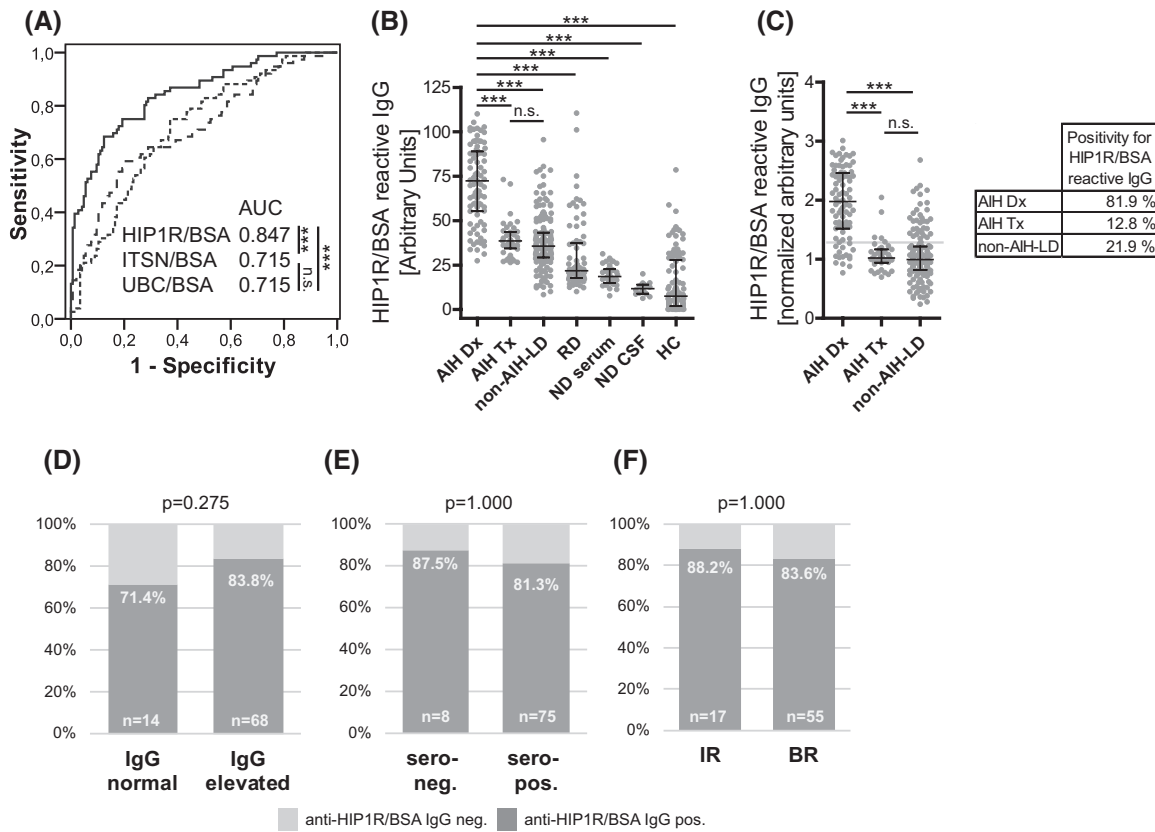 (A)
Sensitivity
1,0
0,8
0,6
0,4
0,2
0,0
0,0 0,2 0,4 0,6 0,8 1,0
1 - Specificity
AUC
HIP1R/BSA 0.847
ITSN/BSA 0.715
UBC/BSA 0.715
***
n.s
***
(B)
HIP1R/BSA reactive IgG
[Arbitrary Units]
125
100
75
50
25
0
***
***
***
***
***
*** n.s.
AIH Dx
AIH Tx
non-AIH-LD
RD
ND serum
ND CSF
HC
(C)
HIP1R/BSA reactive IgG
[normalized arbitrary units]
4
3
2
1
0
***
***
n.s.
AIH Dx
AIH Tx
non-AIH-LD
Positivity for
HIP1R/BSA
reactive IgG
AIH Dx 81.9 %
AIH Tx 12.8 %
non-AIH-LD 21.9 %
(D)
p=0.275
100%
80%
60%
40%
20%
0%
71.4% 83.8%
n=14 n=68
IgG normal
IgG elevated
(E)
p=1.000
100%
80%
60%
40%
20%
0%
87.5% 81.3%
n=8 n=75
sero-neg.
sero-pos.
(F)
p=1.000
100%
80%
60%
40%
20%
0%
88.2% 83.6%
n=17 n=55
IR BR
anti-HIP1R/BSA IgG neg. anti-HIP1R/BSA IgG pos.